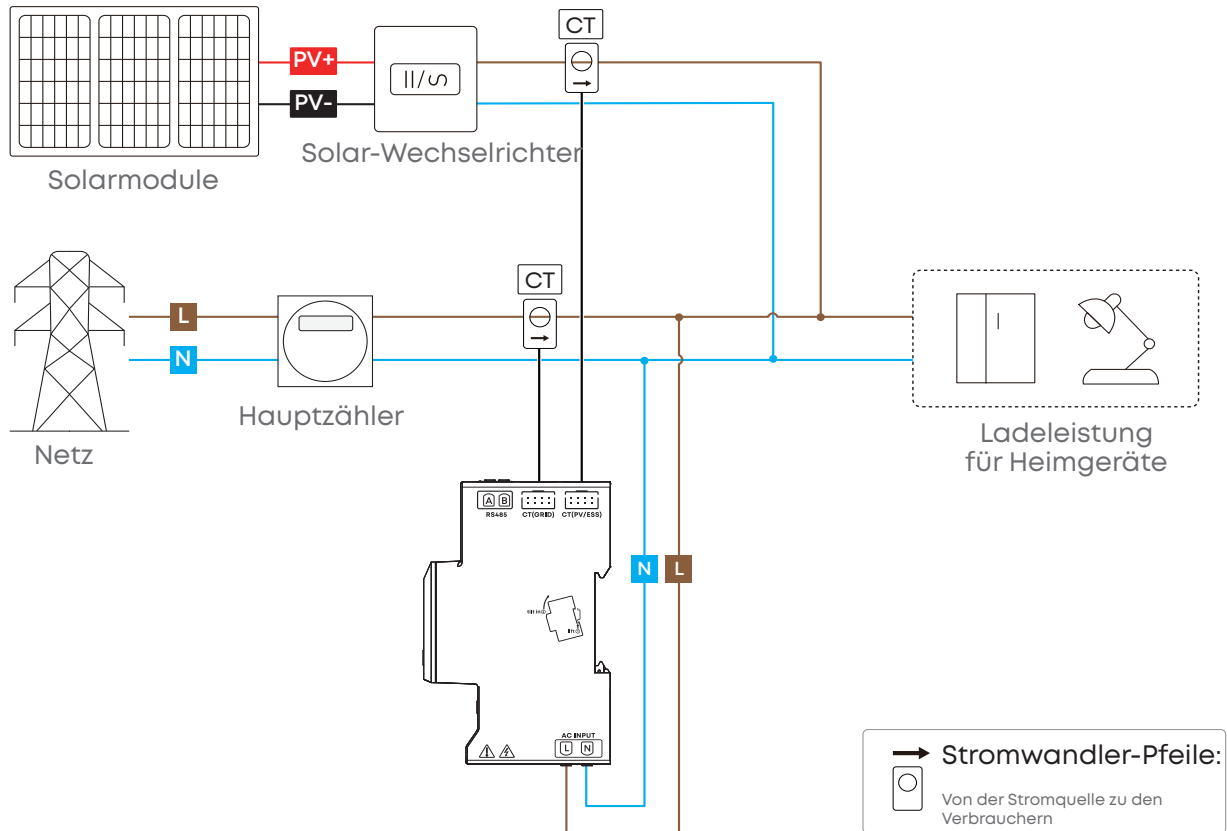 CT
PV+
PV-
Solar-Wechselrichter
Solarmodule
CT
L
N
Hauptzähler
Netz
Ladeleistung
für Heimgeräte
A B
RS485 CT(GRID) CT(PV/ESS)
N L
AC INPUT
L N
Stromwandler-Pfeile:
Von der Stromquelle zu den
Verbrauchern